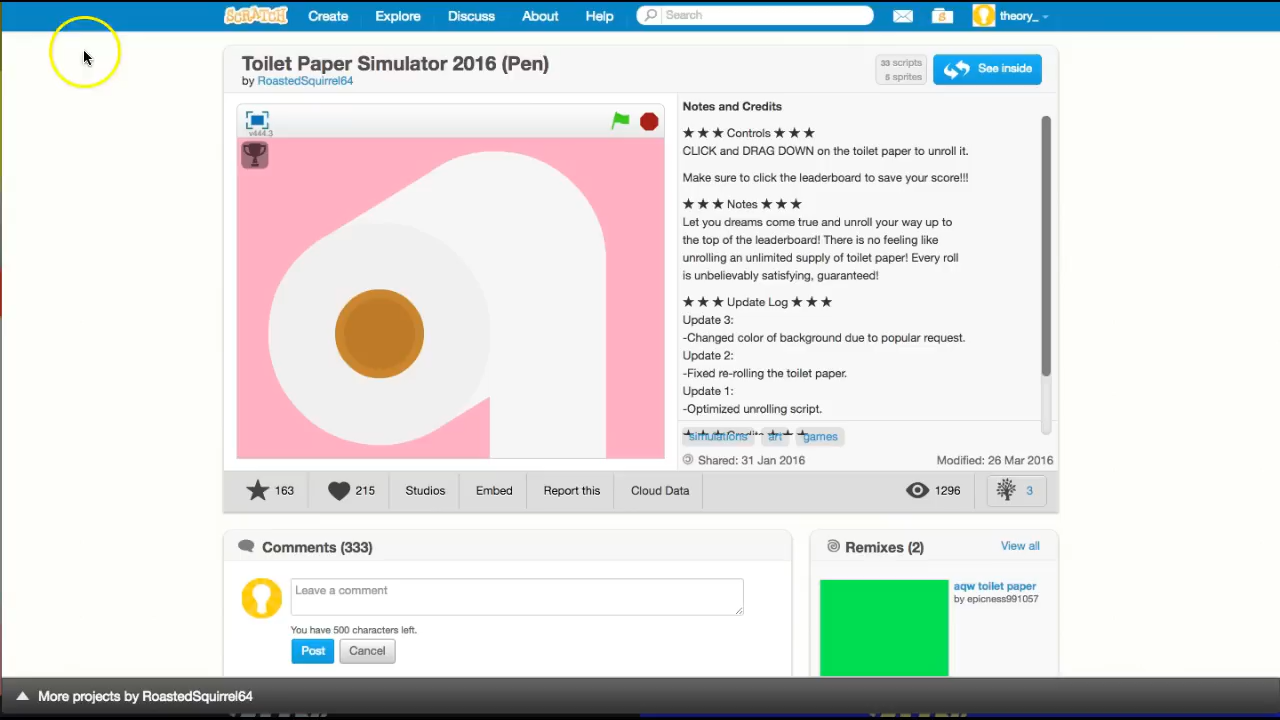 SCRATCH Create Explore Discuss About Help Search theory_
Toilet Paper Simulator 2016 (Pen)
by RoastedSquirrel64
33 scripts
5 sprites
See inside
v444.3
Notes and Credits
★ ★ ★ Controls ★ ★ ★
CLICK and DRAG DOWN on the toilet paper to unroll it.
Make sure to click the leaderboard to save your score!!!
★ ★ ★ Notes ★ ★ ★
Let you dreams come true and unroll your way up to
the top of the leaderboard! There is no feeling like
unrolling an unlimited supply of toilet paper! Every roll
is unbelievably satisfying, guaranteed!
★ ★ ★ Update Log ★ ★ ★
Update 3:
-Changed color of background due to popular request.
Update 2:
-Fixed re-rolling the toilet paper.
Update 1:
-Optimized unrolling script.
simulations art games
Shared: 31 Jan 2016 Modified: 26 Mar 2016
163 215 Studios Embed Report this Cloud Data 1296 3
Comments (333)
Leave a comment
You have 500 characters left.
Post Cancel
Remixes (2) View all
aqw toilet paper
by epicness991057
More projects by RoastedSquirrel64